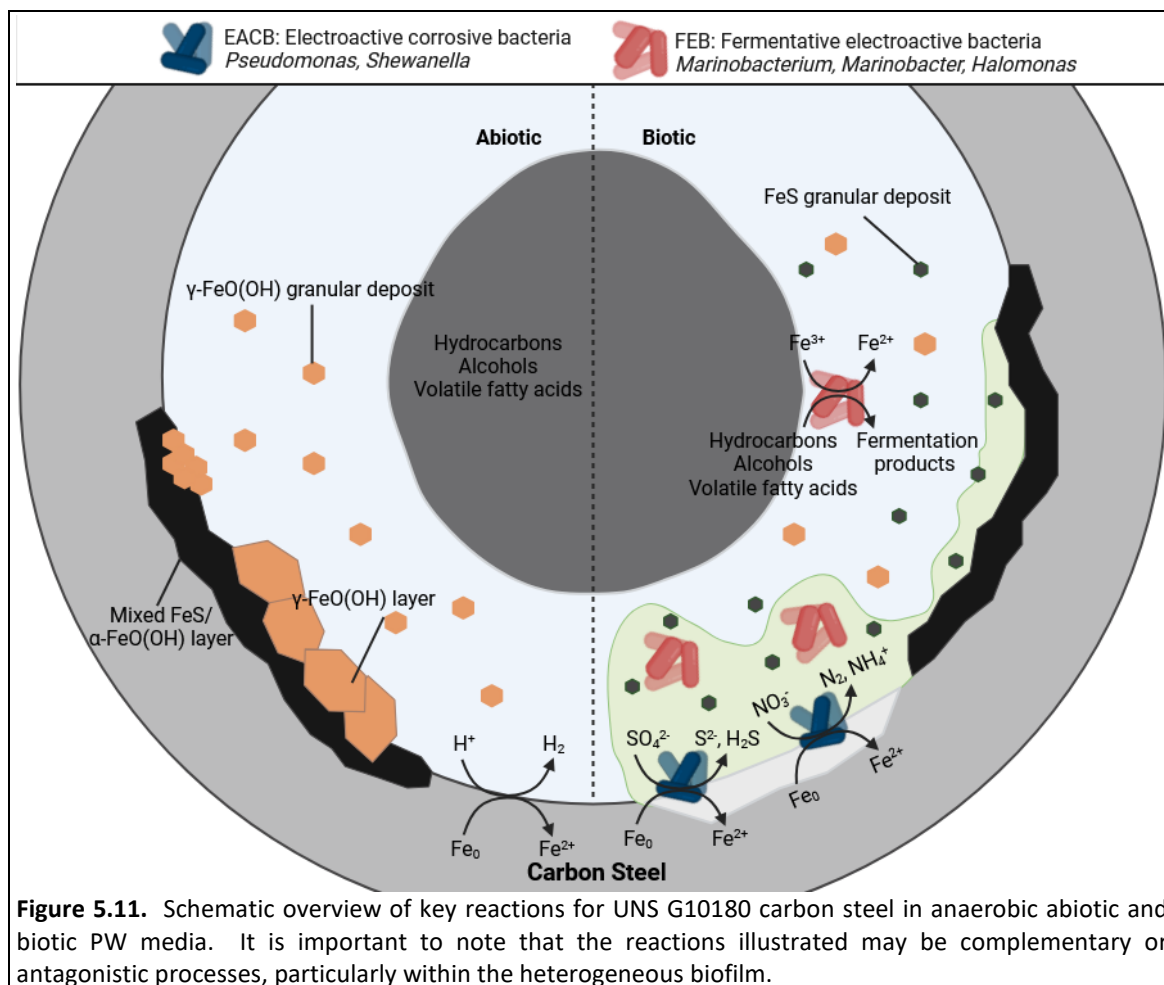 EACB: Electroactive corrosive bacteria
Pseudomonas, Shewanella
FEB: Fermentative electroactive bacteria
Marinobacterium, Marinobacter, Halomonas
Abiotic
Biotic
FeS granular deposit
γ-FeO(OH) granular deposit
Hydrocarbons
Alcohols
Volatile fatty acids
Fe³⁺
Fe²⁺
Hydrocarbons
Alcohols
Volatile fatty acids
Fermentation
products
Mixed FeS/
α-FeO(OH) layer
γ-FeO(OH) layer
H⁺
H₂
Fe₀
Fe²⁺
SO₄²⁻
S²⁻, H₂S
Fe₀
Fe²⁺
NO₃⁻
N₂, NH₄⁺
Fe₀
Fe²⁺
Carbon Steel
Figure 5.11. Schematic overview of key reactions for UNS G10180 carbon steel in anaerobic abiotic and
biotic PW media. It is important to note that the reactions illustrated may be complementary or
antagonistic processes, particularly within the heterogeneous biofilm.